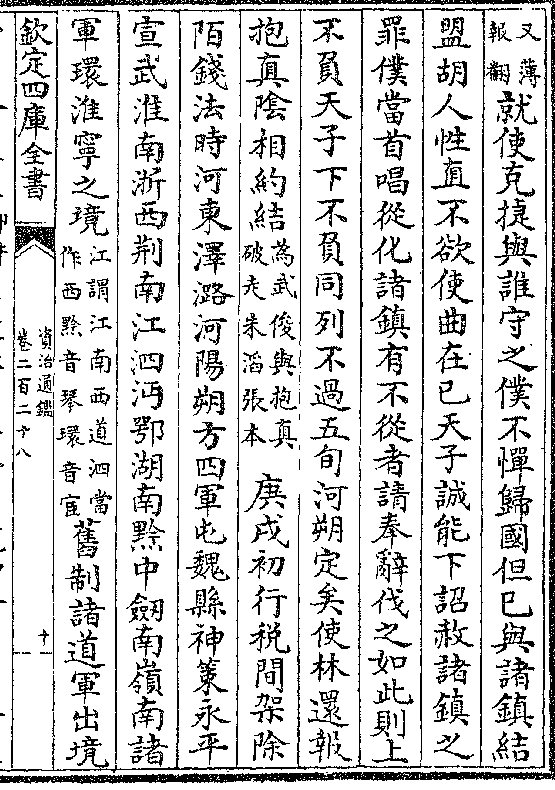 又薄
報翻
就使克捷與誰守之僕不憚歸國但已與諸鎮結
盟胡人性直不欲使曲在已天子誠能下詔赦諸鎮之
罪僕當首唱從化諸鎮有不從者請奉辭伐之如此則上
不負天子下不負同列不過五旬河朔定矣使林還報
抱真陰相約結
為武俊與抱真
破走朱滔張本
庚戌初行稅間架除
陌錢法時河東澤潞河陽朔方四軍屯魏縣神策永平
宣武淮南浙西荆南江泗沔鄂湖南黔中劔南嶺南諸
軍環淮寧之境
江謂江南西道泗當
作西黔音琴環音宦
舊制諸道軍出境
欽定四庫全書
資治通鑑
卷二百二十八
十